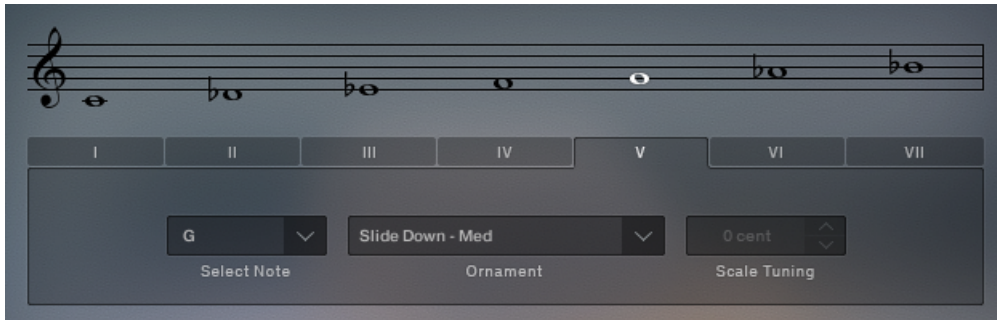 I II III IV V VI VII
G Slide Down - Med 0 cent
Select Note Ornament Scale Tuning